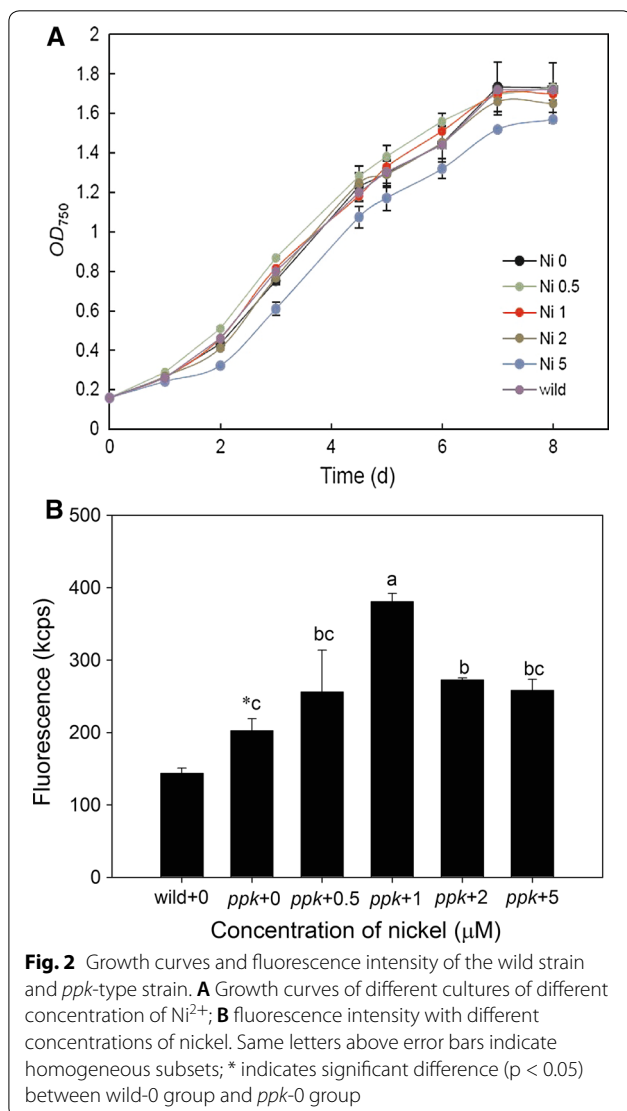 A
2
1.8
1.6
1.4
1.2
1
0.8
0.6
0.4
0.2
0
OD750
Ni 0
Ni 0.5
Ni 1
Ni 2
Ni 5
wild
0 2 4 6 8
Time (d)
B
500
400
300
200
100
0
Fluorescence (kcps)
*c
bc
a
b
bc
wild+0 ppk+0 ppk+0.5 ppk+1 ppk+2 ppk+5
Concentration of nickel (μM)
Fig. 2 Growth curves and fluorescence intensity of the wild strain
and ppk-type strain. A Growth curves of different cultures of different
concentration of Ni2+; B fluorescence intensity with different
concentrations of nickel. Same letters above error bars indicate
homogeneous subsets; * indicates significant difference (p < 0.05)
between wild-0 group and ppk-0 group